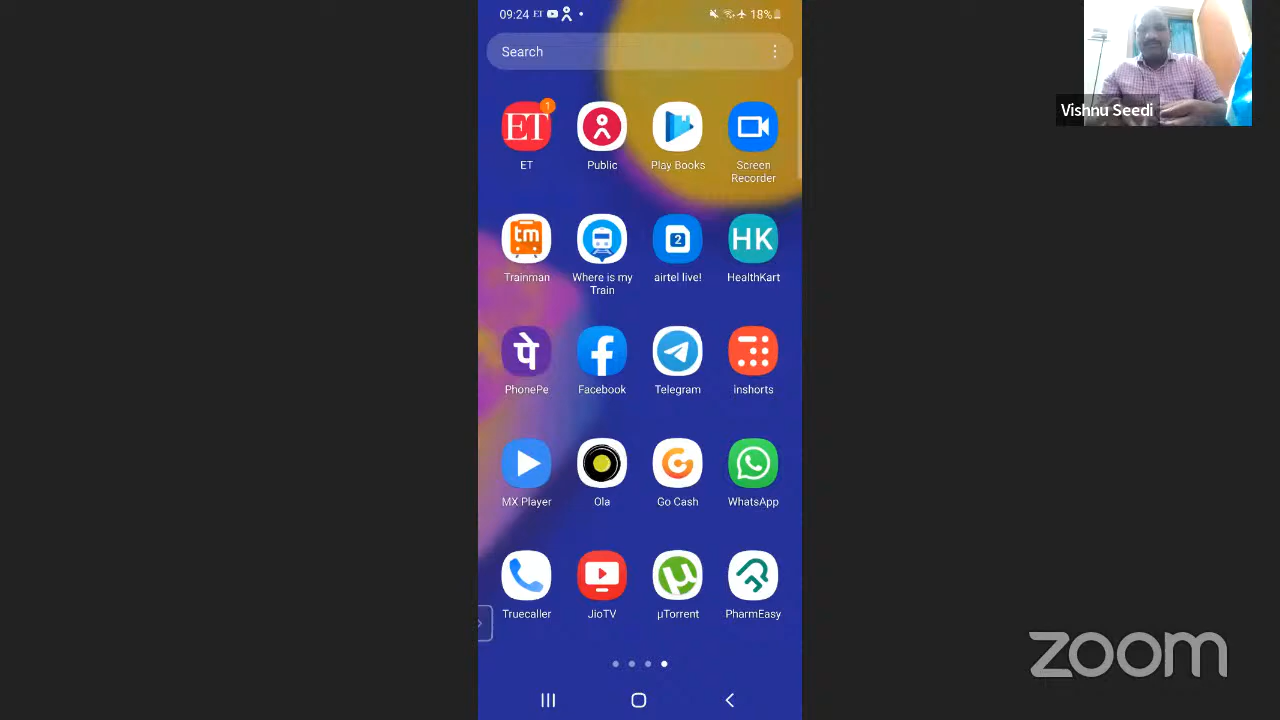 09:24 ET
18%
Search
Vishnu Seedi
1
ET
ET
Public
Play Books
Screen
Recorder
tm
2
HK
Trainman
Where is my
Train
airtel live!
HealthKart
पे
f
PhonePe
Facebook
Telegram
inshorts
MX Player
Ola
Go Cash
WhatsApp
µ
Truecaller
JioTV
µTorrent
PharmEasy
zoom